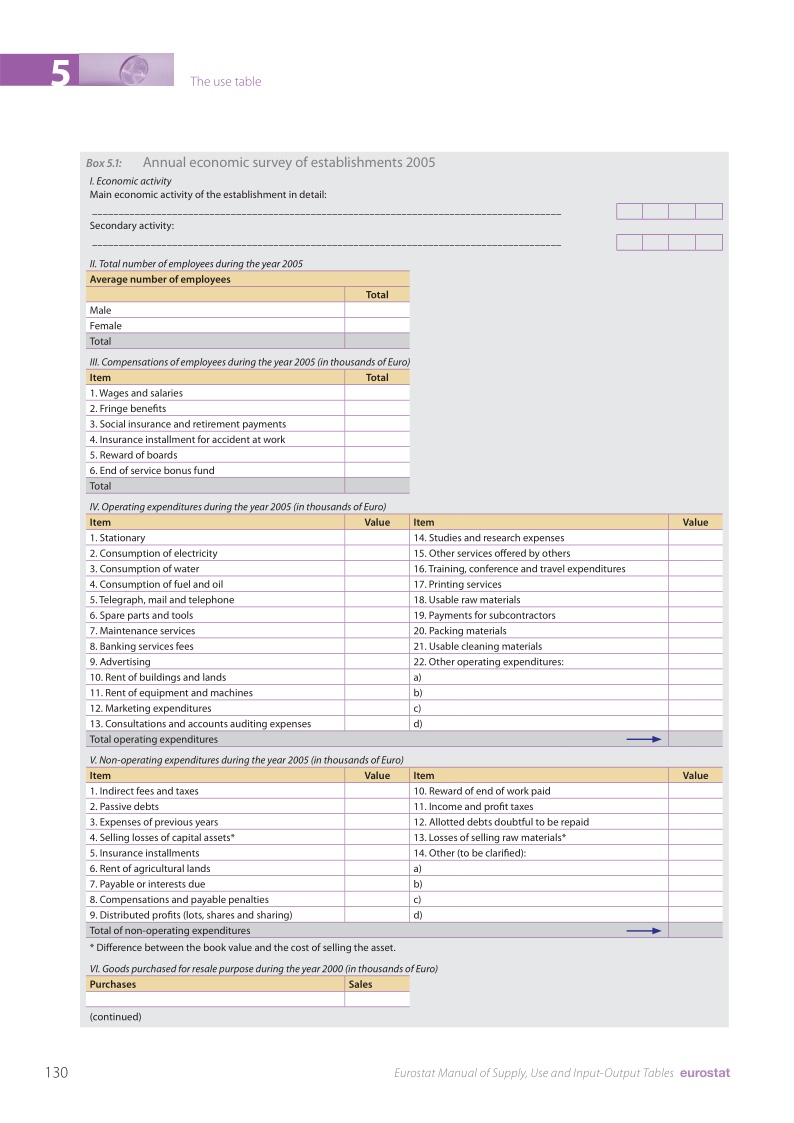 5
The use table
Box 5.1: Annual economic survey of establishments 2005
I. Economic activity
Main economic activity of the establishment in detail:
Secondary activity:
II. Total number of employees during the year 2005
Average number of employees
Total
Male
Female
Total
III. Compensations of employees during the year 2005 (in thousands of Euro)
Item Total
1. Wages and salaries
2. Fringe benefits
3. Social insurance and retirement payments
4. Insurance installment for accident at work
5. Reward of boards
6. End of service bonus fund
Total
IV. Operating expenditures during the year 2005 (in thousands of Euro)
Item Value Item Value
1. Stationary 14. Studies and research expenses
2. Consumption of electricity 15. Other services offered by others
3. Consumption of water 16. Training, conference and travel expenditures
4. Consumption of fuel and oil 17. Printing services
5. Telegraph, mail and telephone 18. Usable raw materials
6. Spare parts and tools 19. Payments for subcontractors
7. Maintenance services 20. Packing materials
8. Banking services fees 21. Usable cleaning materials
9. Advertising 22. Other operating expenditures:
10. Rent of buildings and lands a)
11. Rent of equipment and machines b)
12. Marketing expenditures c)
13. Consultations and accounts auditing expenses d)
Total operating expenditures
V. Non-operating expenditures during the year 2005 (in thousands of Euro)
Item Value Item Value
1. Indirect fees and taxes 10. Reward of end of work paid
2. Passive debts 11. Income and profit taxes
3. Expenses of previous years 12. Allotted debts doubtful to be repaid
4. Selling losses of capital assets* 13. Losses of selling raw materials*
5. Insurance installments 14. Other (to be clarified):
6. Rent of agricultural lands a)
7. Payable or interests due b)
8. Compensations and payable penalties c)
9. Distributed profits (lots, shares and sharing) d)
Total of non-operating expenditures
* Difference between the book value and the cost of selling the asset.
VI. Goods purchased for resale purpose during the year 2000 (in thousands of Euro)
Purchases Sales
(continued)
130 Eurostat Manual of Supply, Use and Input-Output Tables eurostat